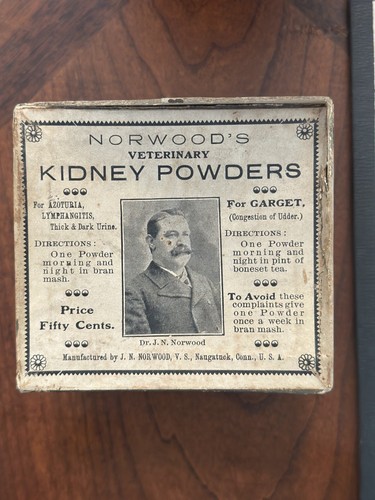 NORWOOD'S
VETERINARY
KIDNEY POWDERS
For AZOTURIA,
LYMPHANGITIS,
Thick & Dark Urine.
DIRECTIONS:
One Powder
morning and
night in bran
mash.
Price
Fifty Cents.
Dr. J. N. Norwood
For GARGET,
(Congestion of Udder.)
DIRECTIONS:
One Powder
morning and
night in pint of
boneset tea.
To Avoid these
complaints give
one Powder
once a week in
bran mash.
Manufactured by J. N. NORWOOD, V. S., Naugatuck, Conn., U. S. A.